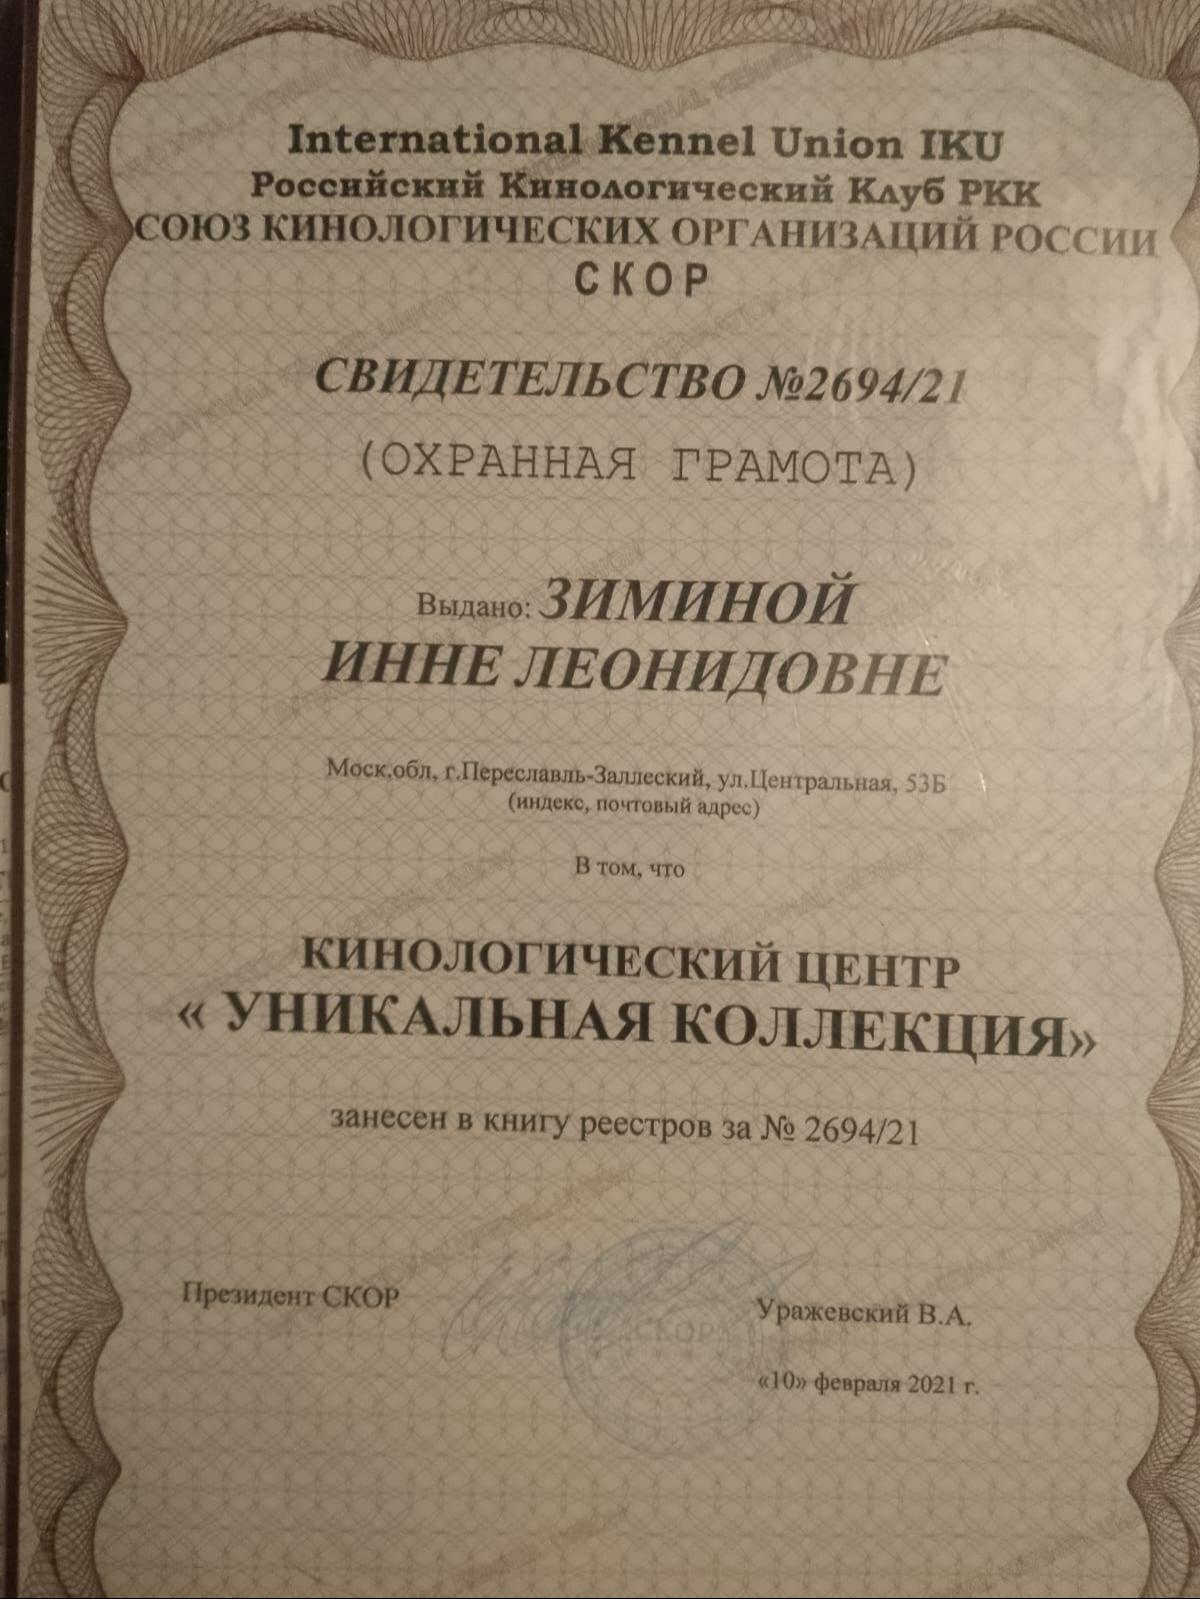 International Kennel Union IKU
Российский Кинологический Клуб РКК
СОЮЗ КИНОЛОГИЧЕСКИХ ОРГАНИЗАЦИЙ РОССИИ
СКОР
СВИДЕТЕЛЬСТВО №2694/21
(ОХРАННАЯ ГРАМОТА)
Выдано: ЗИМИНОЙ
ИННЕ ЛЕОНИДОВНЕ
Моск.обл, г.Переславль-Заллеский, ул.Центральная, 53Б
(индекс, почтовый адрес)
В том, что
КИНОЛОГИЧЕСКИЙ ЦЕНТР
« УНИКАЛЬНАЯ КОЛЛЕКЦИЯ»
занесен в книгу реестров за № 2694/21
Президент СКОР
СКОР
Уражевский В.А.
«10» февраля 2021 г.